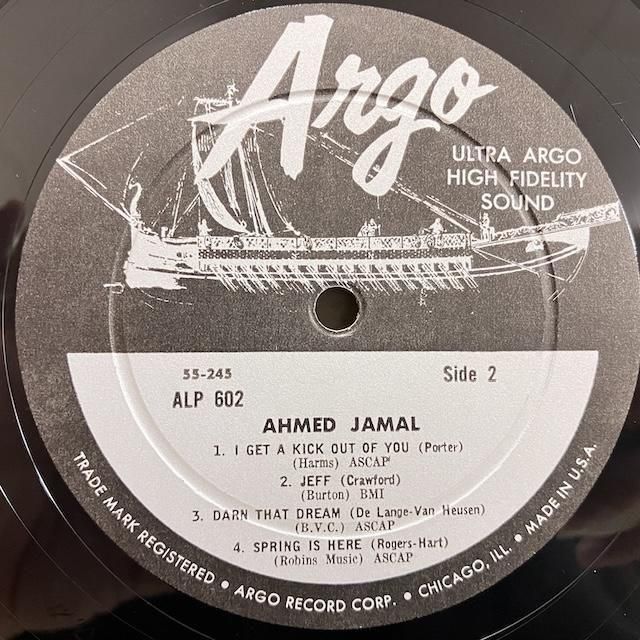 Argo
ULTRA ARGO
HIGH FIDELITY
SOUND
55-245
Side 2
ALP 602
AHMED JAMAL
1. I GET A KICK OUT OF YOU (Porter)
(Harms) ASCAP
2. JEFF (Crawford)
(Burton) BMI
3. DARN THAT DREAM (De Lange-Van Heusen)
(B.V.C.) ASCAP
4. SPRING IS HERE (Rogers-Hart)
(Robins Music) ASCAP
TRADE MARK REGISTERED • ARGO RECORD CORP. • CHICAGO, ILL. • MADE IN U.S.A.